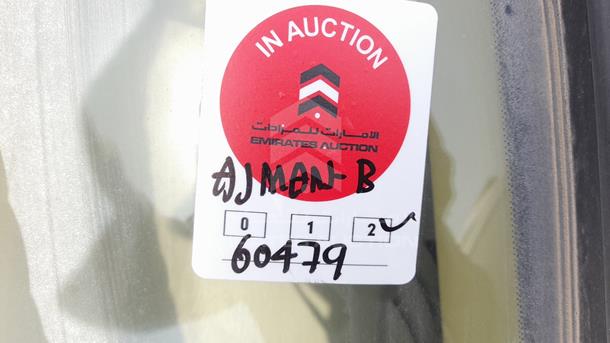 IN AUCTION
الامارات للمزادات
EMIRATES AUCTION
AJMAN B
0 1 2
60479